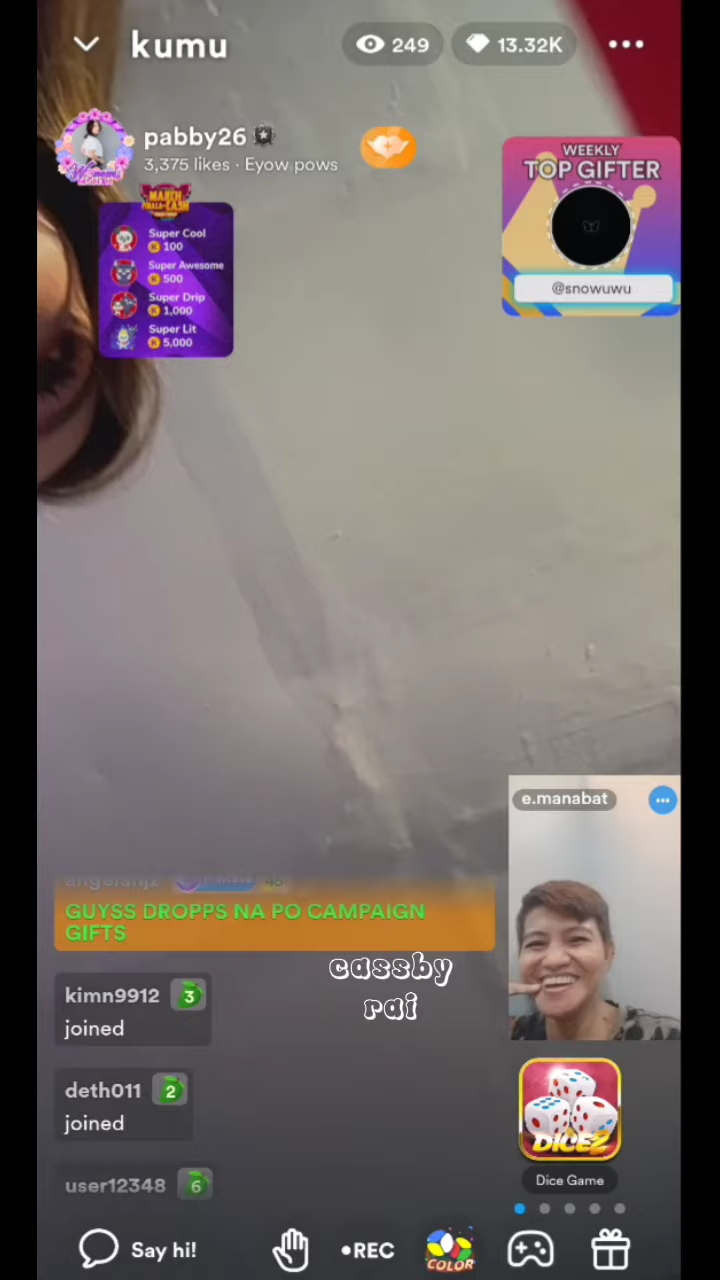 kumu
249
13.32K
pabby26
3,375 likes · Eyow pows
WEEKLY
TOP GIFTER
@snowuwu
MARCH
Super Cool
100
Super Awesome
500
Super Drip
1,000
Super Lit
5,000
e.manabat
GUYSS DROPPS NA PO CAMPAIGN
GIFTS
cassby
rai
kimn9912 3
joined
deth011 2
joined
user12348 6
DICE2
Dice Game
Say hi!
•REC
COLOR